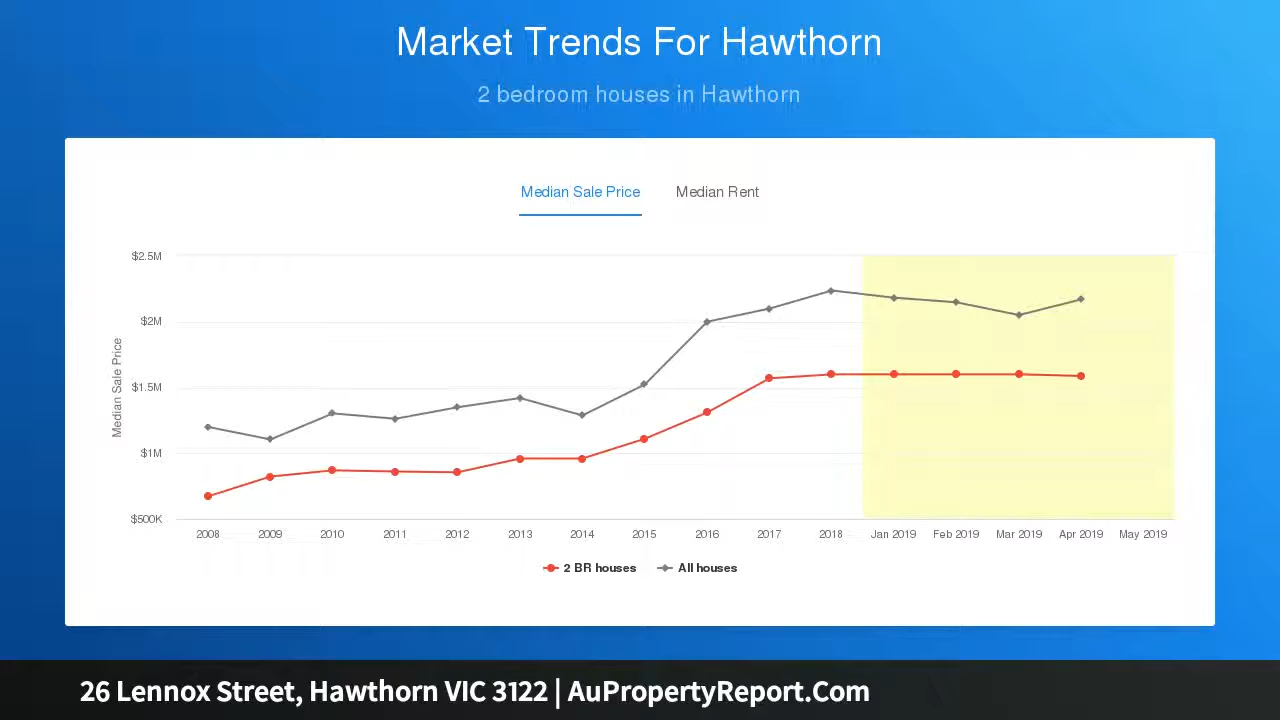 Market Trends For Hawthorn
2 bedroom houses in Hawthorn
Median Sale Price Median Rent
Median Sale Price
$2.5M
$2M
$1.5M
$1M
$500K
2008 2009 2010 2011 2012 2013 2014 2015 2016 2017 2018 Jan 2019 Feb 2019 Mar 2019 Apr 2019 May 2019
2 BR houses All houses
26 Lennox Street, Hawthorn VIC 3122 | AuPropertyReport.Com